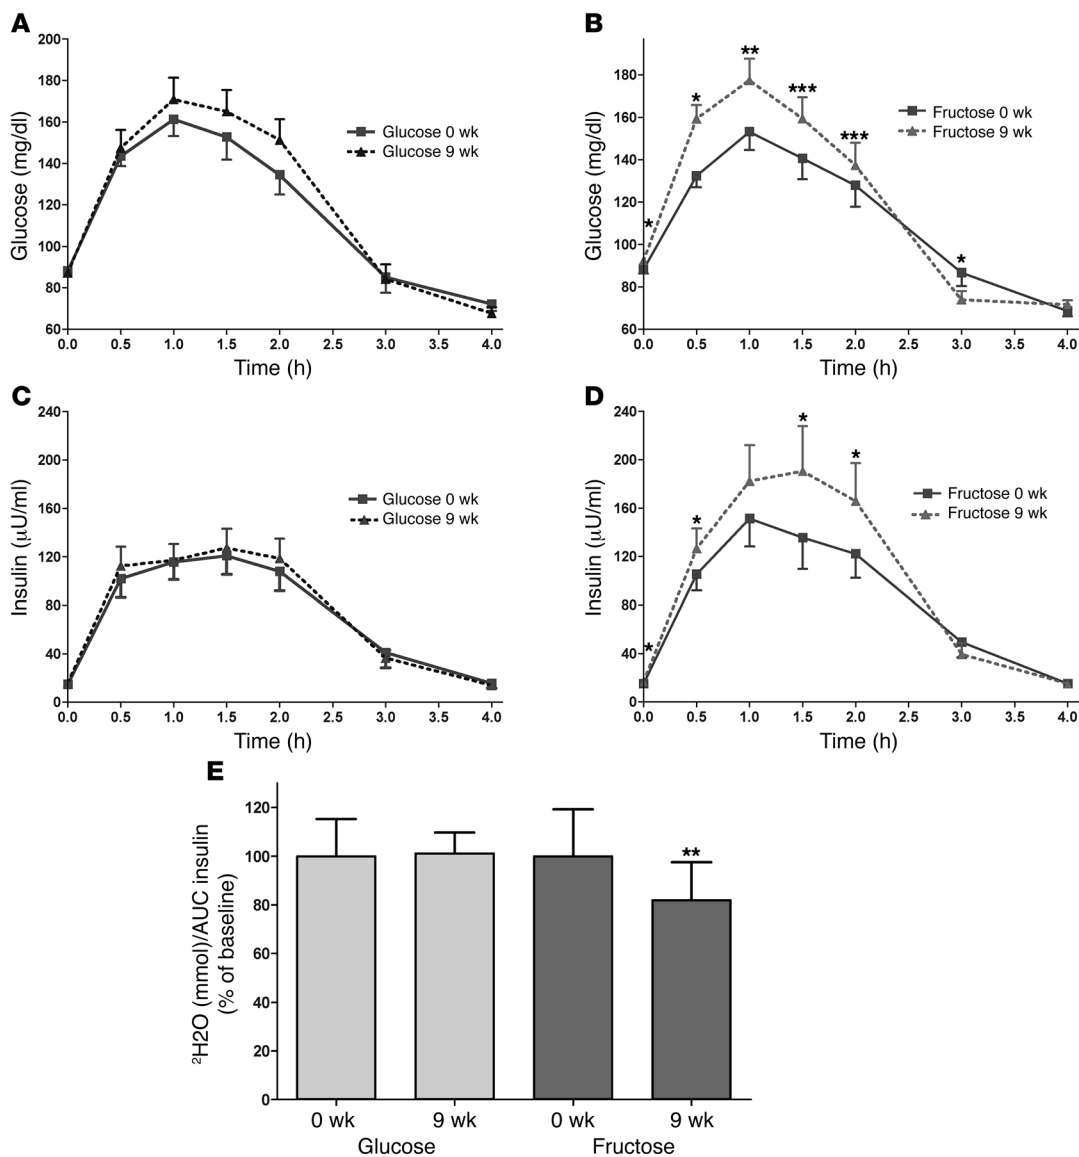 A
200
180
160
140
120
100
80
60
Glucose (mg/dl)
Glucose 0 wk
Glucose 9 wk
0.0 0.5 1.0 1.5 2.0 2.5 3.0 3.5 4.0
Time (h)
B
180
160
140
120
100
80
60
Glucose (mg/dl)
* * ** *** *** *
Fructose 0 wk
Fructose 9 wk
0.0 0.5 1.0 1.5 2.0 2.5 3.0 3.5 4.0
Time (h)
C
240
200
160
120
80
40
0
Insulin (μU/ml)
Glucose 0 wk
Glucose 9 wk
0.0 0.5 1.0 1.5 2.0 2.5 3.0 3.5 4.0
Time (h)
D
240
200
160
120
80
40
0
Insulin (μU/ml)
* * * *
Fructose 0 wk
Fructose 9 wk
0.0 0.5 1.0 1.5 2.0 2.5 3.0 3.5 4.0
Time (h)
E
120
100
80
60
40
20
0
²H2O (mmol)/AUC insulin
(% of baseline)
**
0 wk 9 wk 0 wk 9 wk
Glucose Fructose